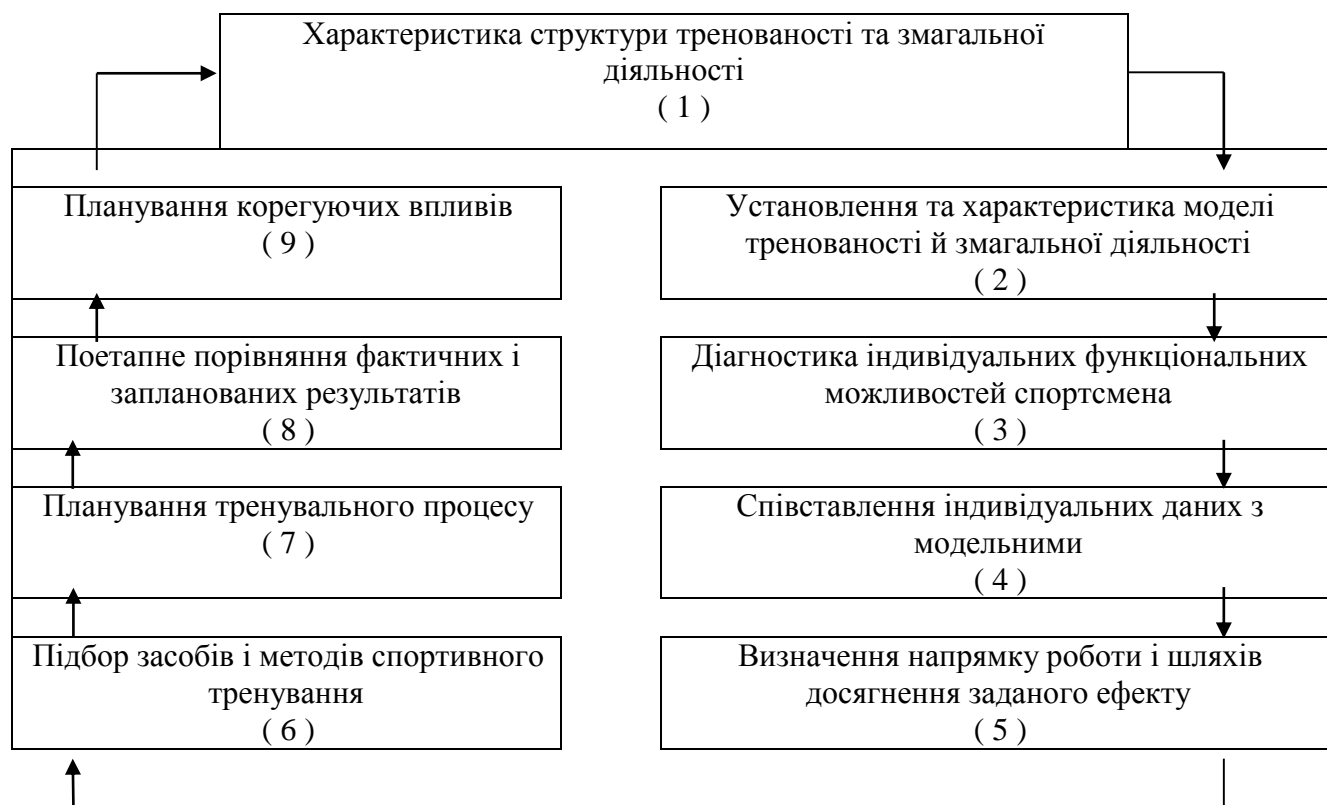 Характеристика структури тренованості та змагальної
діяльності
( 1 )
Планування корегуючих впливів
( 9 )
Установлення та характеристика моделі
тренованості й змагальної діяльності
( 2 )
Поетапне порівняння фактичних і
запланованих результатів
( 8 )
Діагностика індивідуальних функціональних
можливостей спортсмена
( 3 )
Планування тренувального процесу
( 7 )
Співставлення індивідуальних даних з
модельними
( 4 )
Підбор засобів і методів спортивного
тренування
( 6 )
Визначення напрямку роботи і шляхів
досягнення заданого ефекту
( 5 )